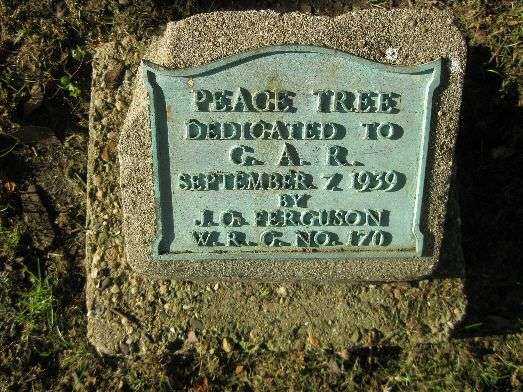 PEACE TREE
DEDICATED TO
G. A. R.
SEPTEMBER 7 1939
BY
J. O. FERGUSON
W. R. C. NO. 170